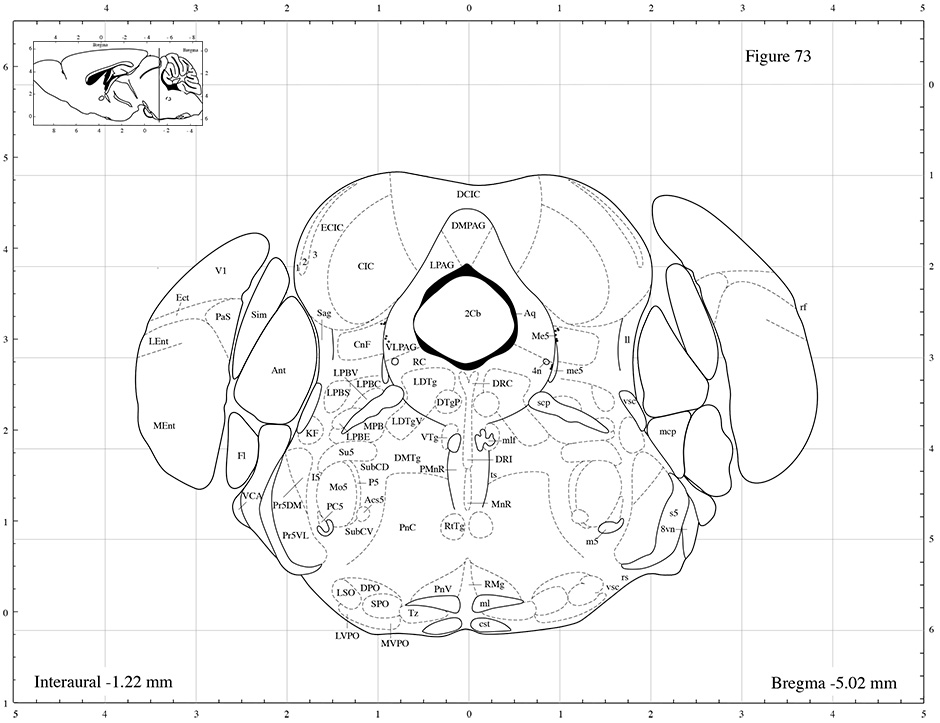 5 4 3 2 1 0 1 2 3 4 5
4 2 0 -2 -4 -6
Bregma
Bregma
6 4 2 0
0 2 4 6
8 6 4 2 0 -2 -4
Figure 73
6
0
5
1
DCIC
ECIC DMPAG
4
3
2
1 CIC LPAG
V1
2
Ect
PaS Sim Sag 2Cb Aq rf
LEnt CnF VLPAG Me5 ll
3
3
RC 4n me5
Ant LPBV LPBC LDTg DRC
LPBS DTgP scp vsc
MEnt MPB LDTgV
2
4
KF LPBE VTg mlf mcp
Fl Su5 DMTg DRI
SubCD PMnR
I5 P5 ts
VCA Mo5
Pr5DM PC5 Acs5 MnR s5
1
5
Pr5VL SubCV PnC RtTg m5 8vn
rs
LSO DPO PnV RMg vsc
SPO Tz ml
0
6
cst
LVPO MVPO
Interaural -1.22 mm
Bregma -5.02 mm
1
5 4 3 2 1 0 1 2 3 4 5